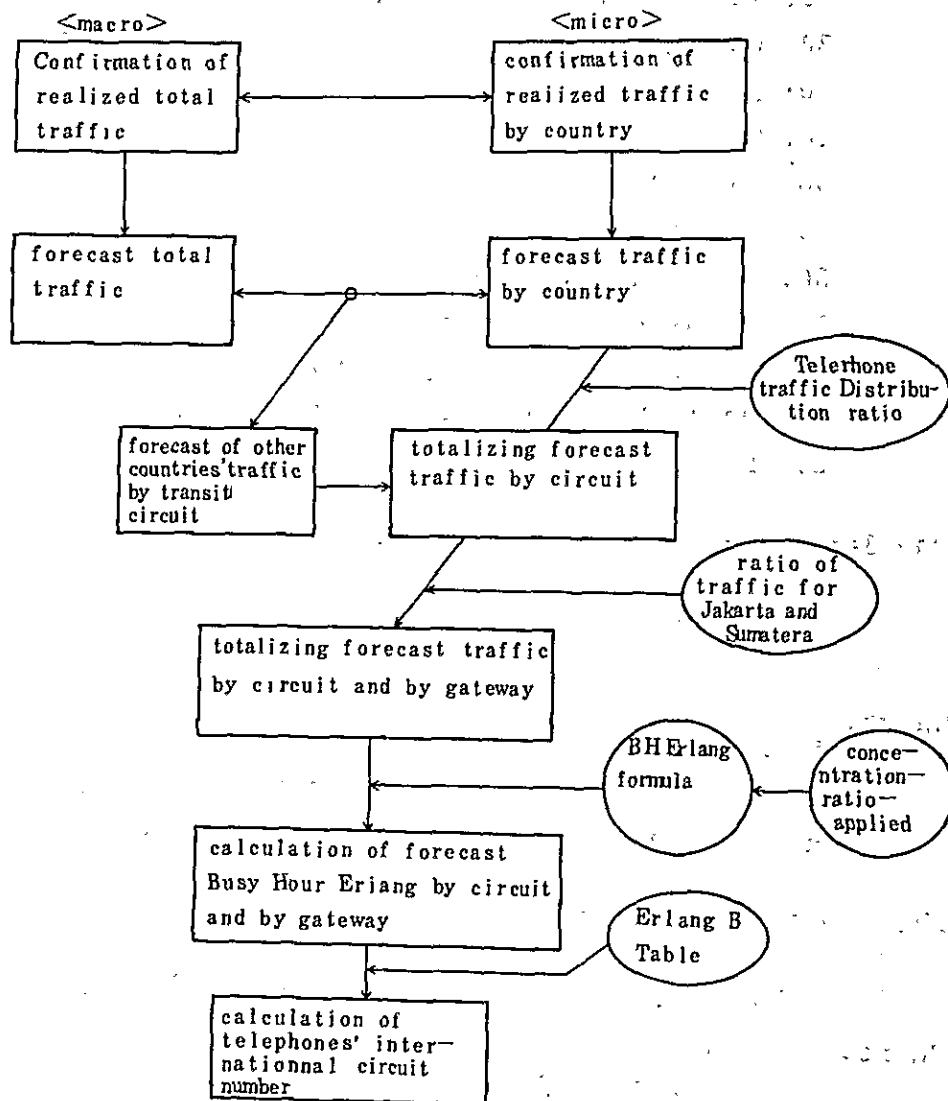 <macro>
<micro>
Confirmation of
realized total
traffic
confirmation of
reaiized traffic
by country
forecast total
traffic
forecast traffic
by country
Telerhone
traffic Distribu-
tion ratio
forecast of other
countries' traffic
by transit
circuit
totalizing forecast
traffic by circuit
ratio of
traffic for
Jakarta and
Sumatera
totalizing forecast traffic
by circuit and by gateway
BH Erlang
formula
conce-
ntration-
ratio-
applied
calculation of forecast
Busy Hour Eriang by circuit
and by gateway
Erlang B
Table
calculation of
telephones' inter-
nationnal circuit
number